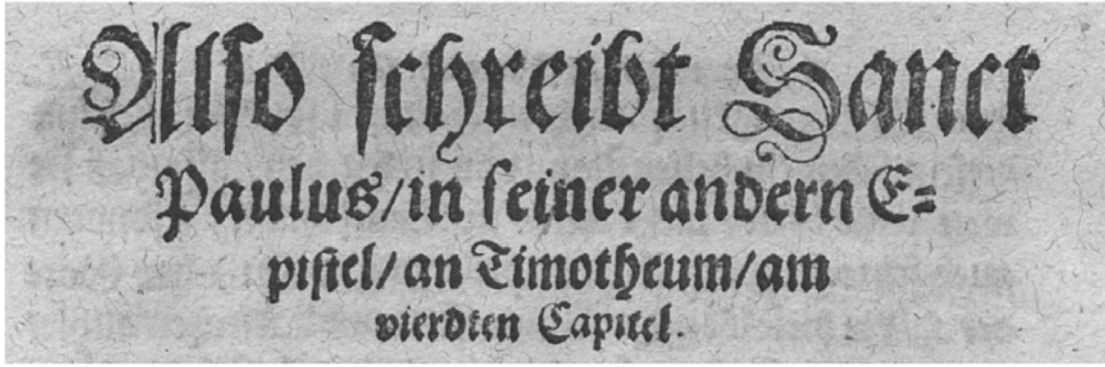 Also schreibt Sanct
Paulus/in seiner andern E=
pistel/an Timotheum/am
vierdten Capitel.